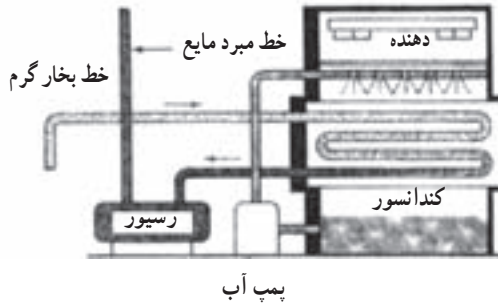 دهنده
خط مبرد مایع
خط بخار گرم
کندانسور
رسیور
پمپ آب